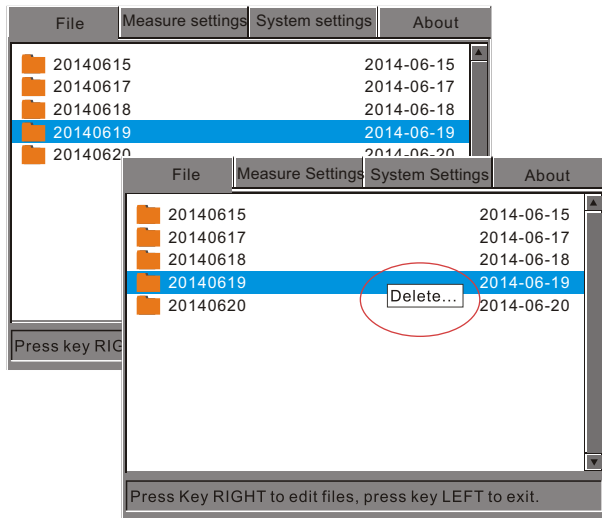 File Measure settings System settings About
20140615 2014-06-15
20140617 2014-06-17
20140618 2014-06-18
20140619 2014-06-19
20140620 2014-06-20
Press key
File Measure Settings System Settings About
20140615 2014-06-15
20140617 2014-06-17
20140618 2014-06-18
20140619 2014-06-19
Delete...
20140620 2014-06-20
Press Key RIGHT to edit files, press key LEFT to exit.